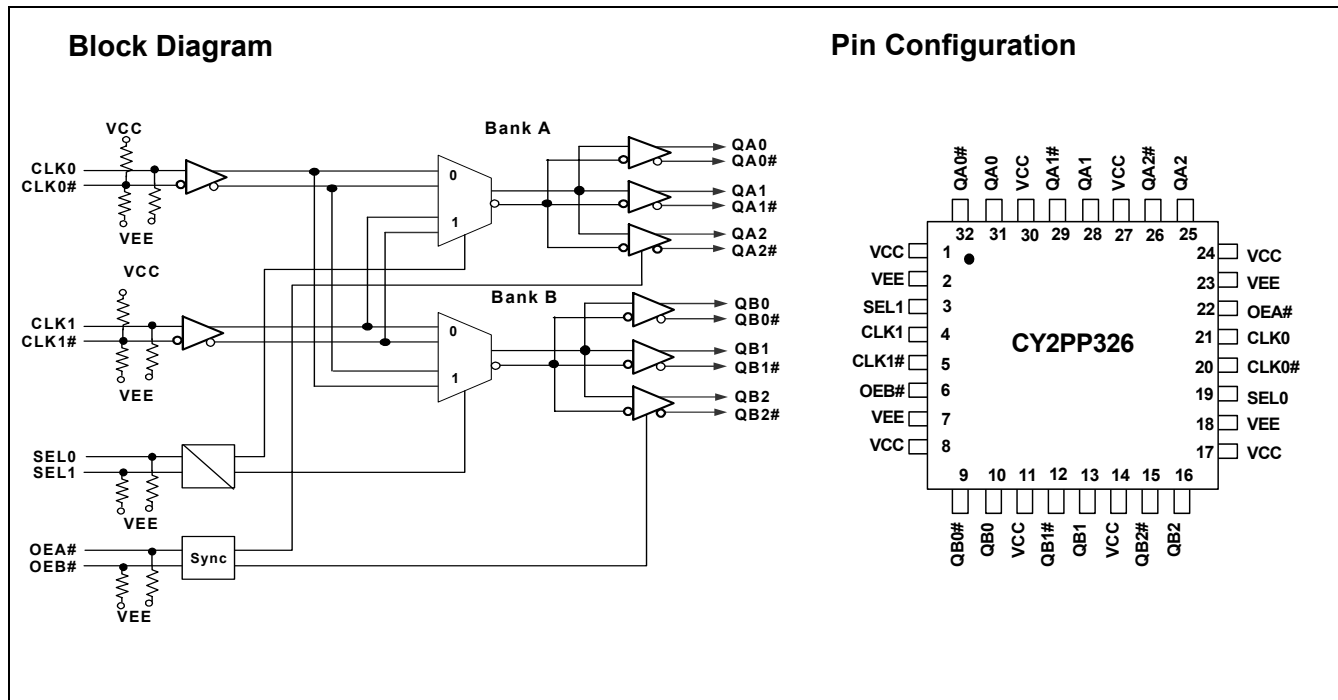 Block Diagram
Pin Configuration
VCC
CLK0
CLK0#
VEE
VCC
CLK1
CLK1#
VEE
SEL0
SEL1
VEE
OEA#
OEB#
VEE
Sync
Bank A
0
1
QA0
QA0#
QA1
QA1#
QA2
QA2#
Bank B
0
1
QB0
QB0#
QB1
QB1#
QB2
QB2#
QA0#
QA0
VCC
QA1#
QA1
VCC
QA2#
QA2
32
31
30
29
28
27
26
25
VCC 1
VEE 2
SEL1 3
CLK1 4
CLK1# 5
OEB# 6
VEE 7
VCC 8
CY2PP326
24 VCC
23 VEE
22 OEA#
21 CLK0
20 CLK0#
19 SEL0
18 VEE
17 VCC
9
10
11
12
13
14
15
16
QB0#
QB0
VCC
QB1#
QB1
VCC
QB2#
QB2